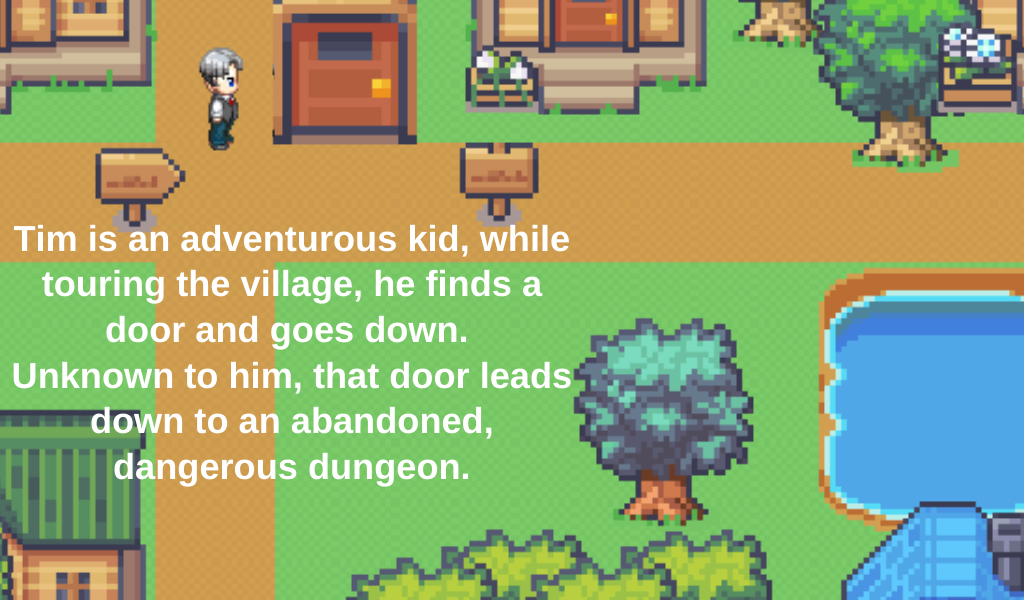 Tim is an adventurous kid, while
touring the village, he finds a
door and goes down.
Unknown to him, that door leads
down to an abandoned,
dangerous dungeon.